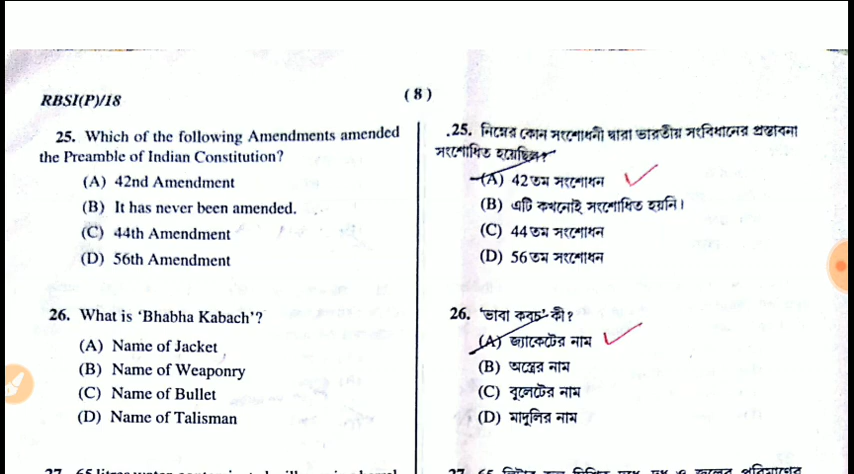 RBSI(P)/18
( 8 )
25. Which of the following Amendments amended
the Preamble of Indian Constitution?
(A) 42nd Amendment
(B) It has never been amended.
(C) 44th Amendment
(D) 56th Amendment
26. What is ‘Bhabha Kabach’?
(A) Name of Jacket
(B) Name of Weaponry
(C) Name of Bullet
(D) Name of Talisman
25. নিম্নের কোন সংশোধনী দ্বারা ভারতীয় সংবিধানের প্রস্তাবনা
সংশোধিত হয়েছিল?
(A) 42তম সংশোধন
(B) এটি কখনোই সংশোধিত হয়নি।
(C) 44তম সংশোধন
(D) 56তম সংশোধন
26. ‘ভাবা কবচ’ কী?
(A) জ্যাকেটের নাম
(B) অস্ত্রের নাম
(C) বুলেটের নাম
(D) মাদুলির নাম